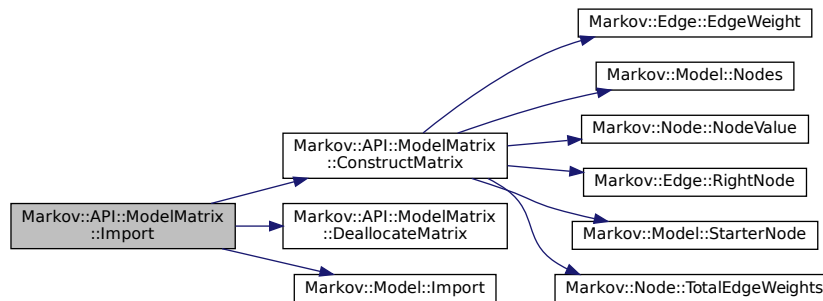 Markov::API::ModelMatrix
::Import
Markov::API::ModelMatrix
::ConstructMatrix
Markov::API::ModelMatrix
::DeallocateMatrix
Markov::Model::Import
Markov::Edge::EdgeWeight
Markov::Model::Nodes
Markov::Node::NodeValue
Markov::Edge::RightNode
Markov::Model::StarterNode
Markov::Node::TotalEdgeWeights